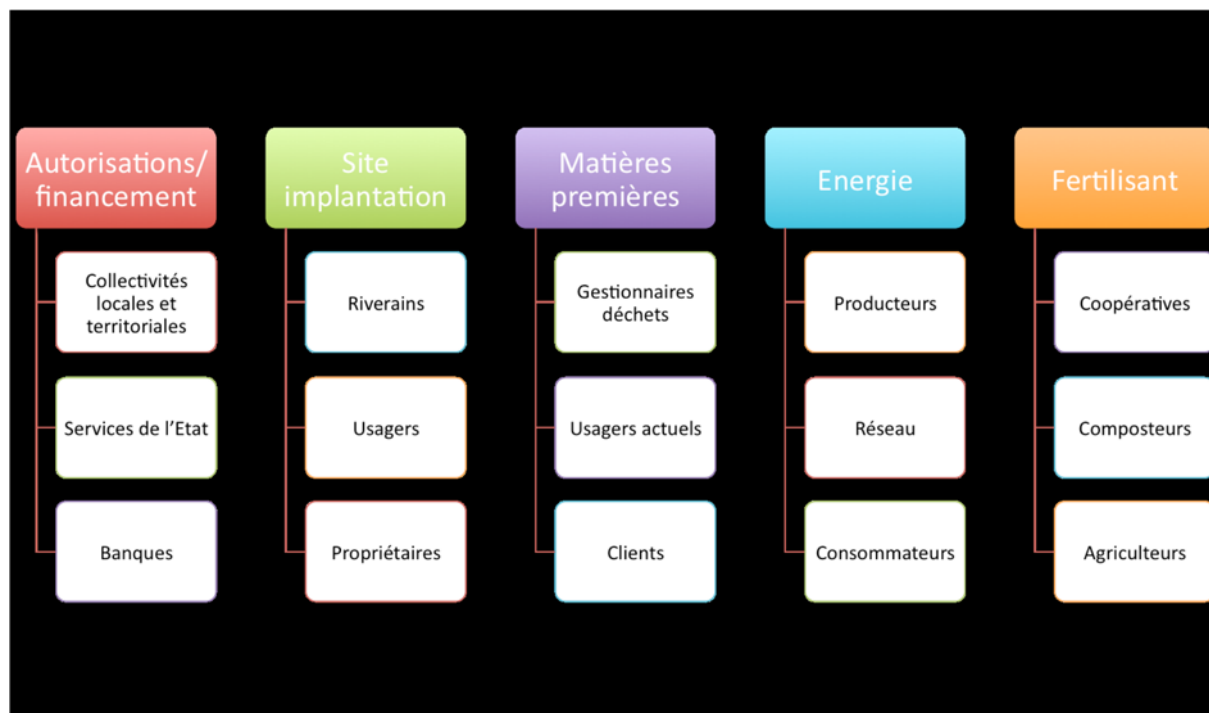 Autorisations/
financement
Collectivités
locales et
territoriales
Services de l’Etat
Banques
Site
implantation
Riverains
Usagers
Propriétaires
Matières
premières
Gestionnaires
déchets
Usagers actuels
Clients
Energie
Producteurs
Réseau
Consommateurs
Fertilisant
Coopératives
Composteurs
Agriculteurs